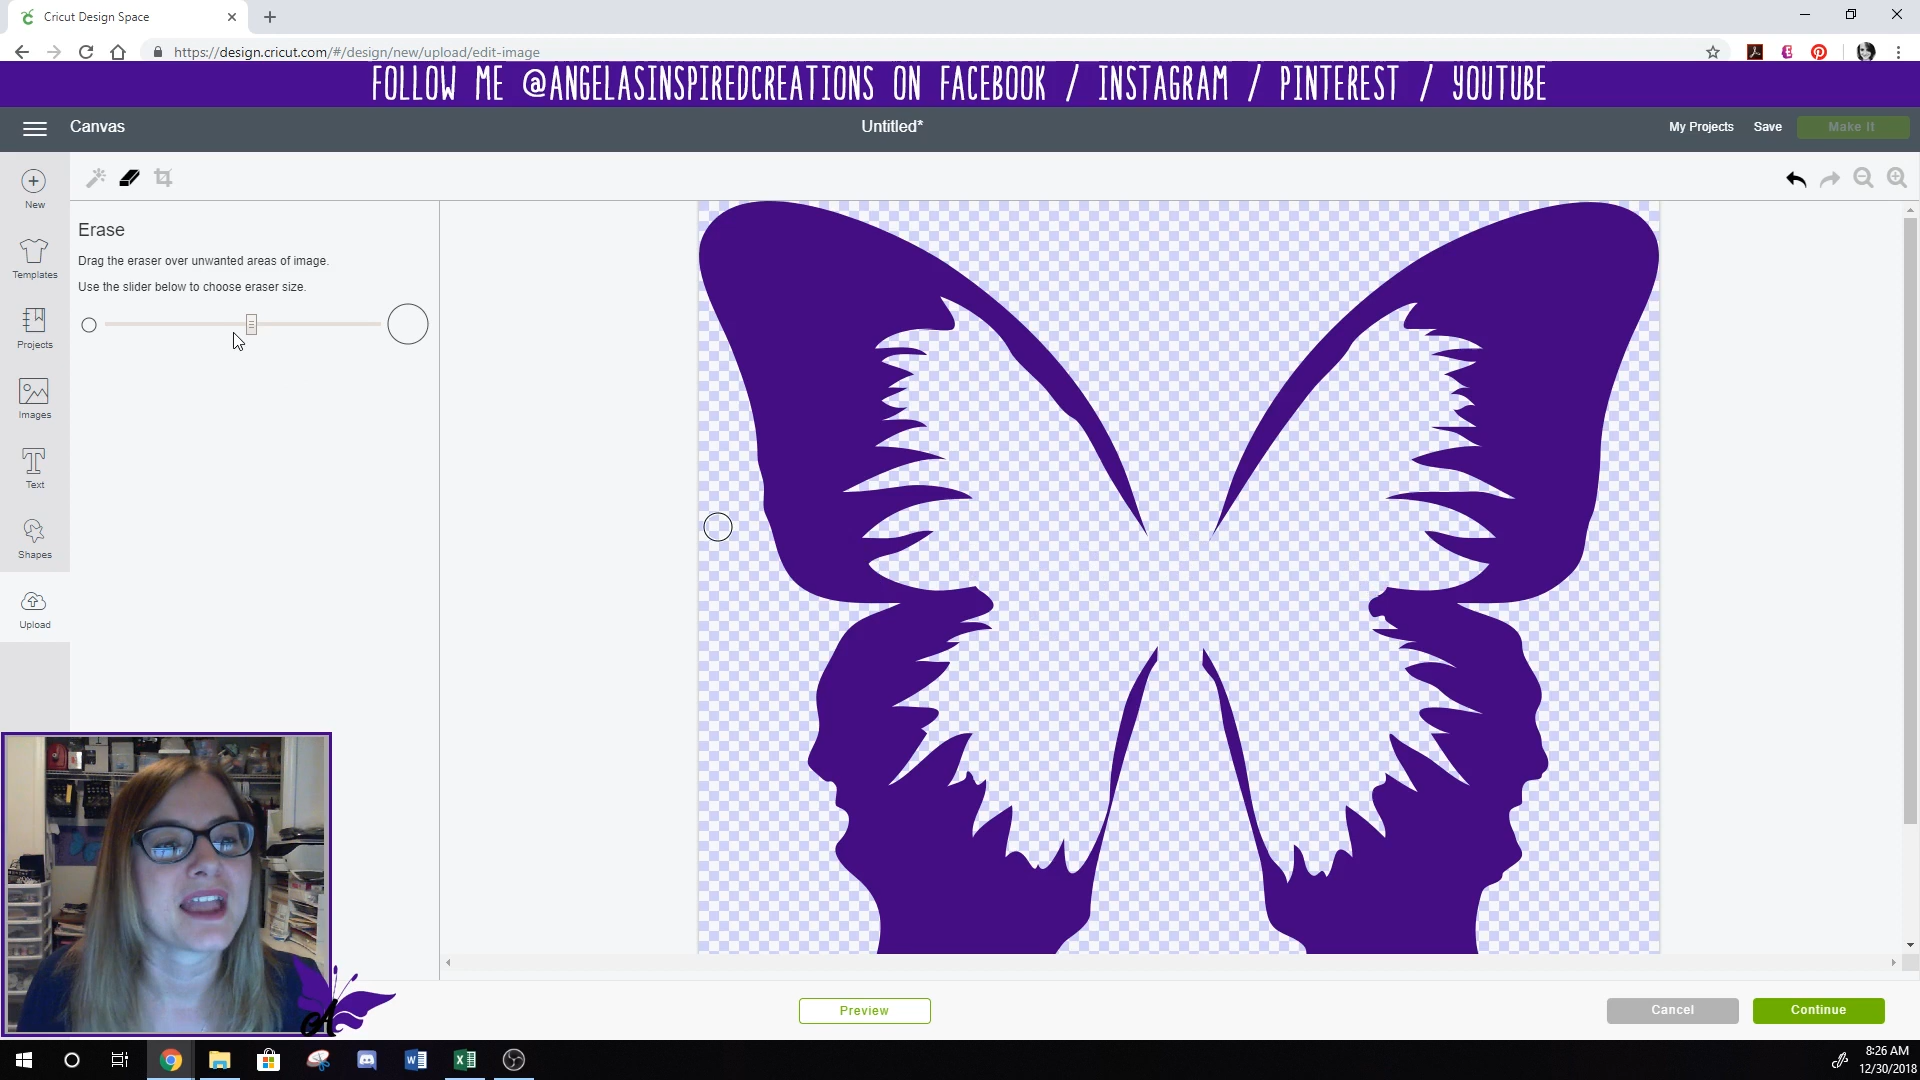 Cricut Design Space
https://design.cricut.com/#/design/new/upload/edit-image
FOLLOW ME @ANGELASINSPIREDCREATIONS ON FACEBOOK / INSTAGRAM / PINTEREST / YOUTUBE
Canvas
Untitled*
My Projects
Save
Make It
New
Templates
Projects
Images
Text
Shapes
Upload
Erase
Drag the eraser over unwanted areas of image.
Use the slider below to choose eraser size.
A
Preview
Cancel
Continue
8:26 AM
12/30/2018